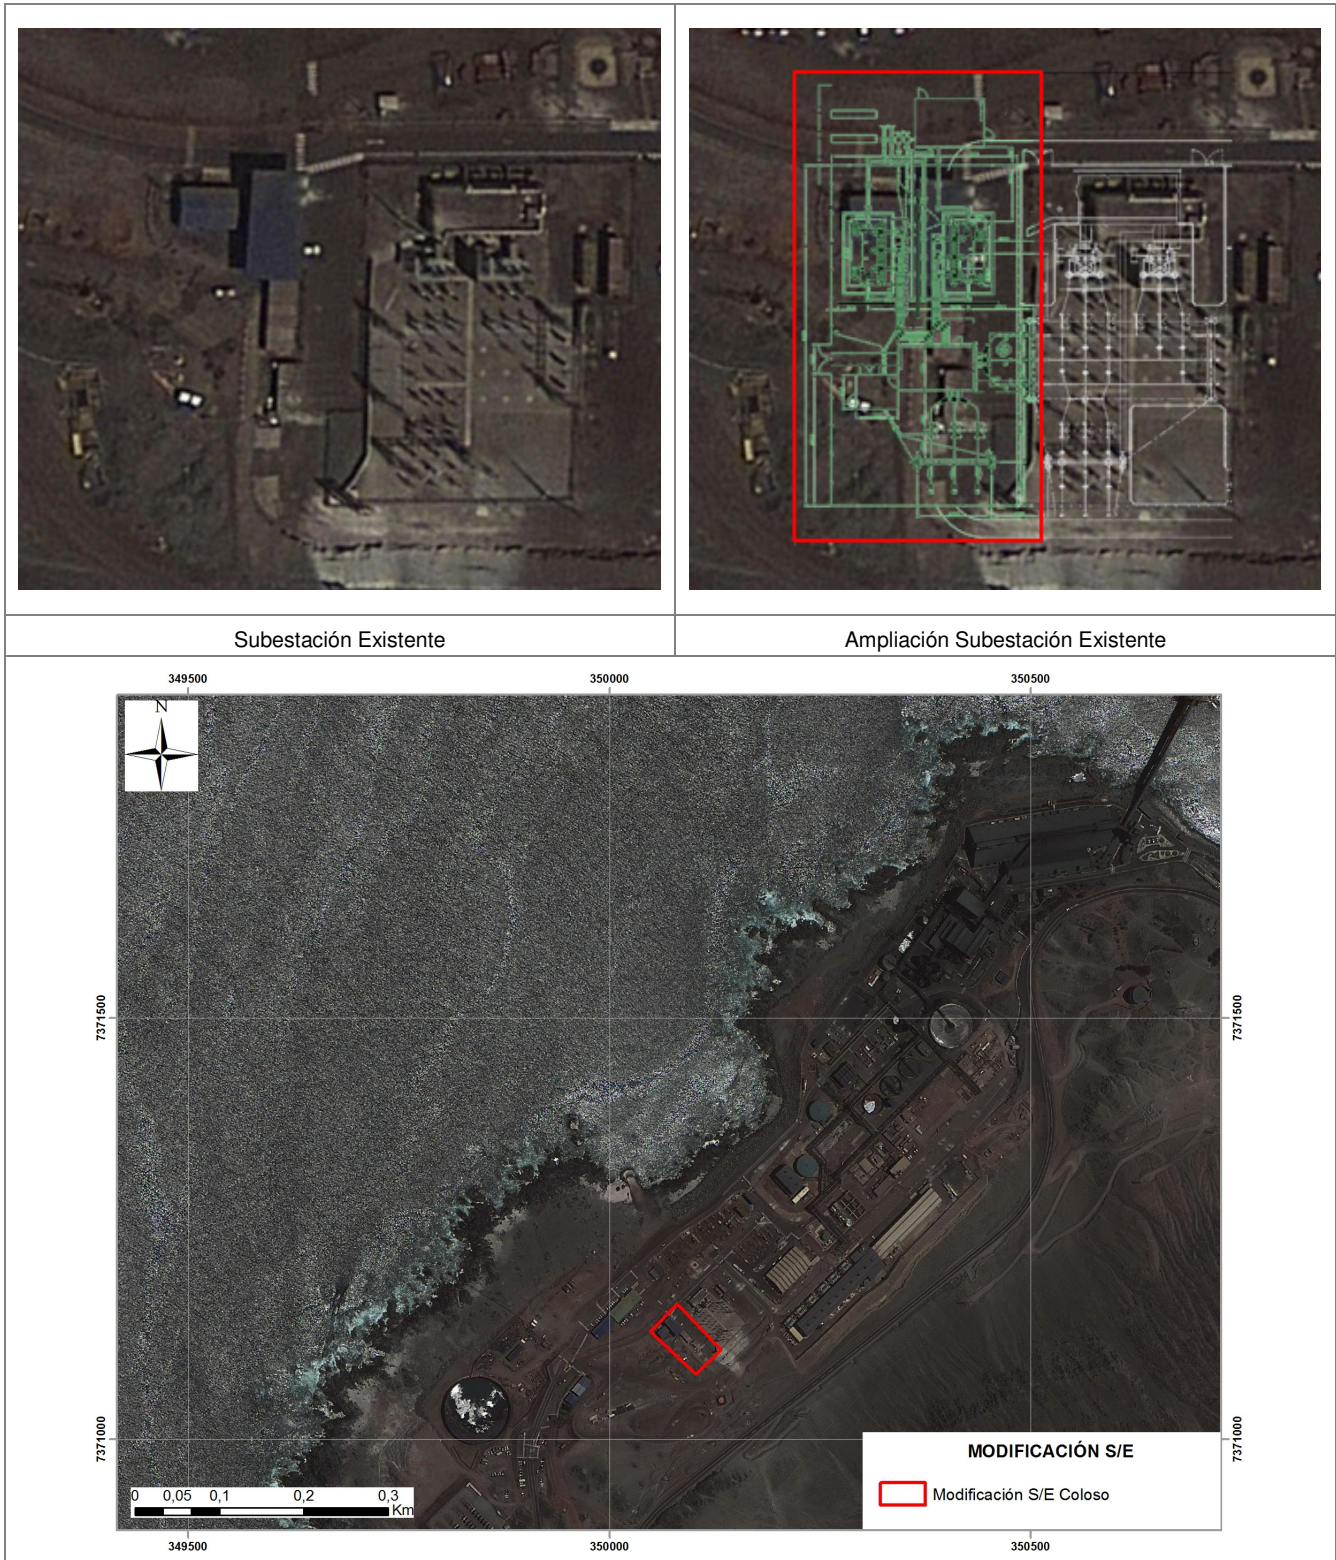 Subestación Existente
Ampliación Subestación Existente
349500 350000 350500
N
7371500 7371500
7371000 7371000
MODIFICACIÓN S/E
Modificación S/E Coloso
0 0,05 0,1 0,2 0,3
Km
349500 350000 350500